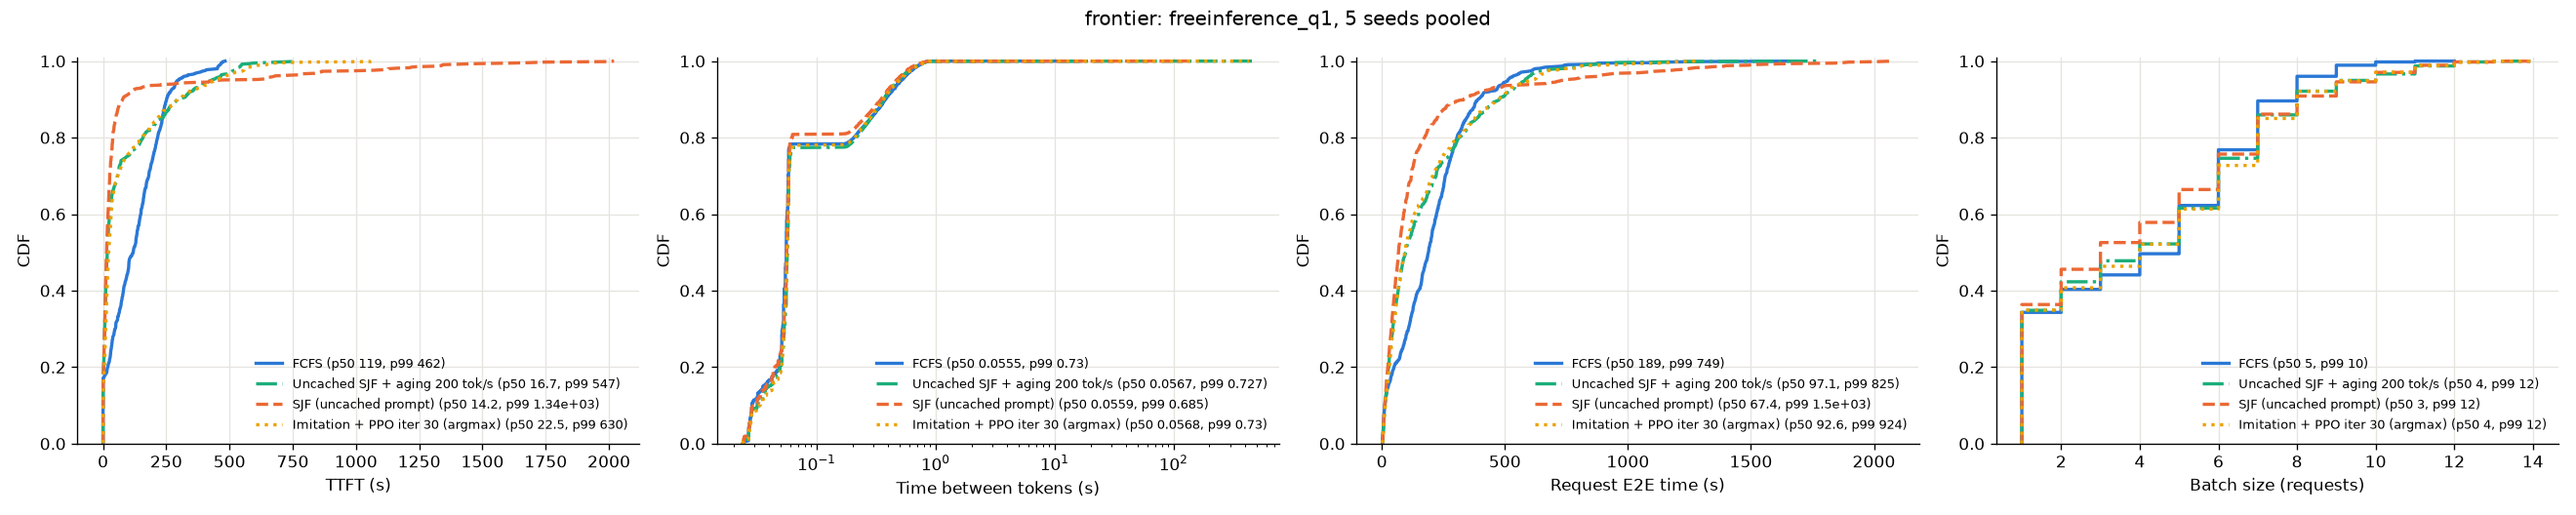 frontier: freeinference_q1, 5 seeds pooled
CDF
1.0
0.8
0.6
0.4
0.2
0.0
FCFS (p50 119, p99 462)
Uncached SJF + aging 200 tok/s (p50 16.7, p99 547)
SJF (uncached prompt) (p50 14.2, p99 1.34e+03)
Imitation + PPO iter 30 (argmax) (p50 22.5, p99 630)
0 250 500 750 1000 1250 1500 1750 2000
TTFT (s)
CDF
1.0
0.8
0.6
0.4
0.2
0.0
FCFS (p50 0.0555, p99 0.73)
Uncached SJF + aging 200 tok/s (p50 0.0567, p99 0.727)
SJF (uncached prompt) (p50 0.0559, p99 0.685)
Imitation + PPO iter 30 (argmax) (p50 0.0568, p99 0.73)
10⁻¹ 10⁰ 10¹ 10²
Time between tokens (s)
CDF
1.0
0.8
0.6
0.4
0.2
0.0
FCFS (p50 189, p99 749)
Uncached SJF + aging 200 tok/s (p50 97.1, p99 825)
SJF (uncached prompt) (p50 67.4, p99 1.5e+03)
Imitation + PPO iter 30 (argmax) (p50 92.6, p99 924)
0 500 1000 1500 2000
Request E2E time (s)
CDF
1.0
0.8
0.6
0.4
0.2
0.0
FCFS (p50 5, p99 10)
Uncached SJF + aging 200 tok/s (p50 4, p99 12)
SJF (uncached prompt) (p50 3, p99 12)
Imitation + PPO iter 30 (argmax) (p50 4, p99 12)
2 4 6 8 10 12 14
Batch size (requests)